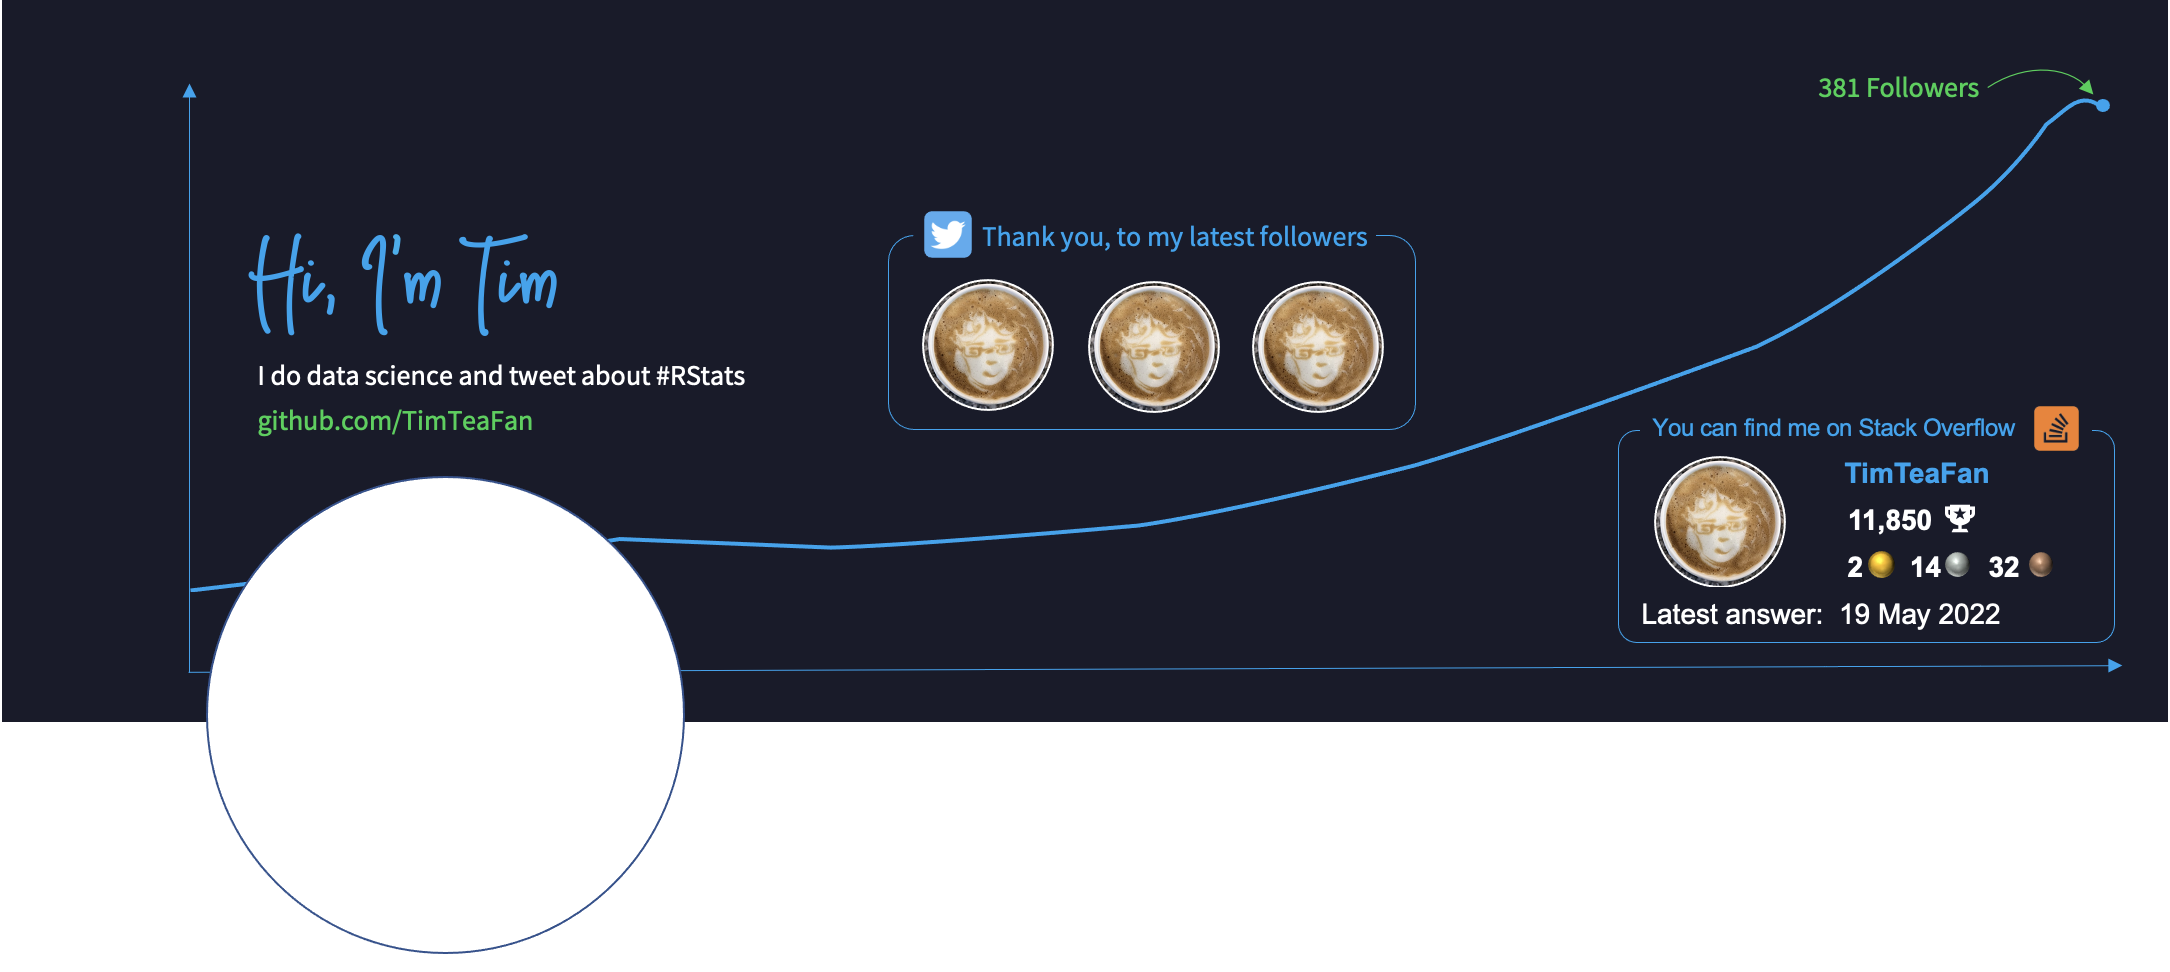 381 Followers
Hi, I'm Tim
I do data science and tweet about #RStats
github.com/TimTeaFan
Thank you, to my latest followers
You can find me on Stack Overflow
TimTeaFan
11,850
2 14 32
Latest answer: 19 May 2022